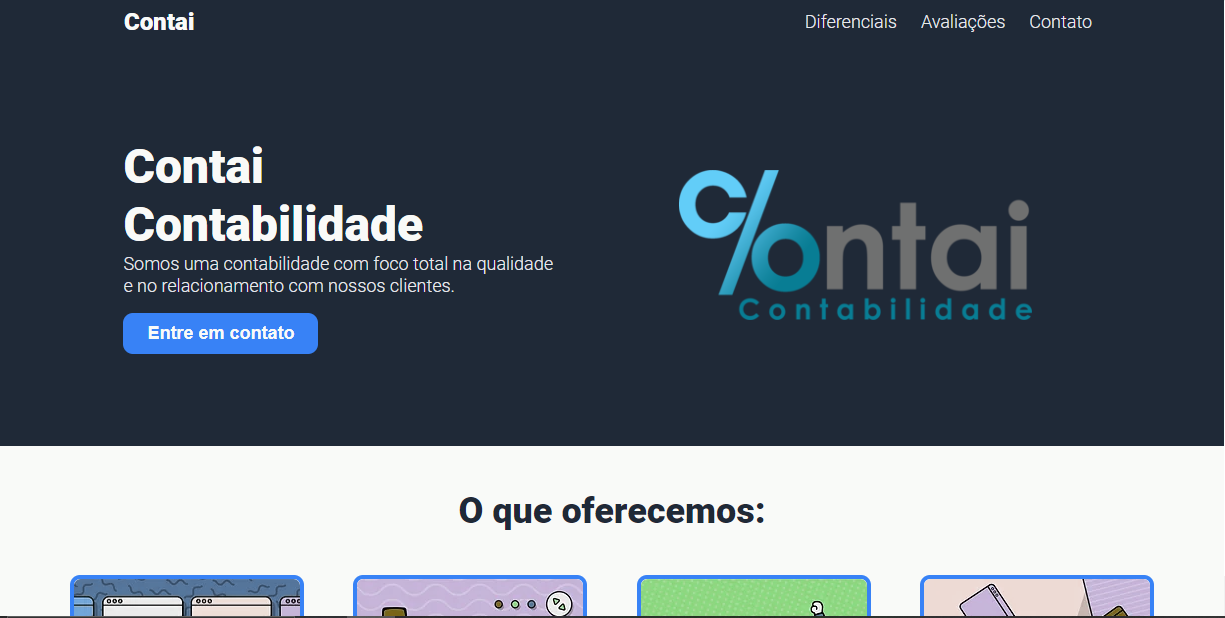 Contai
Diferenciais Avaliações Contato
Contai
Contabilidade
Somos uma contabilidade com foco total na qualidade
e no relacionamento com nossos clientes.
Entre em contato
Contai
Contabilidade
O que oferecemos: